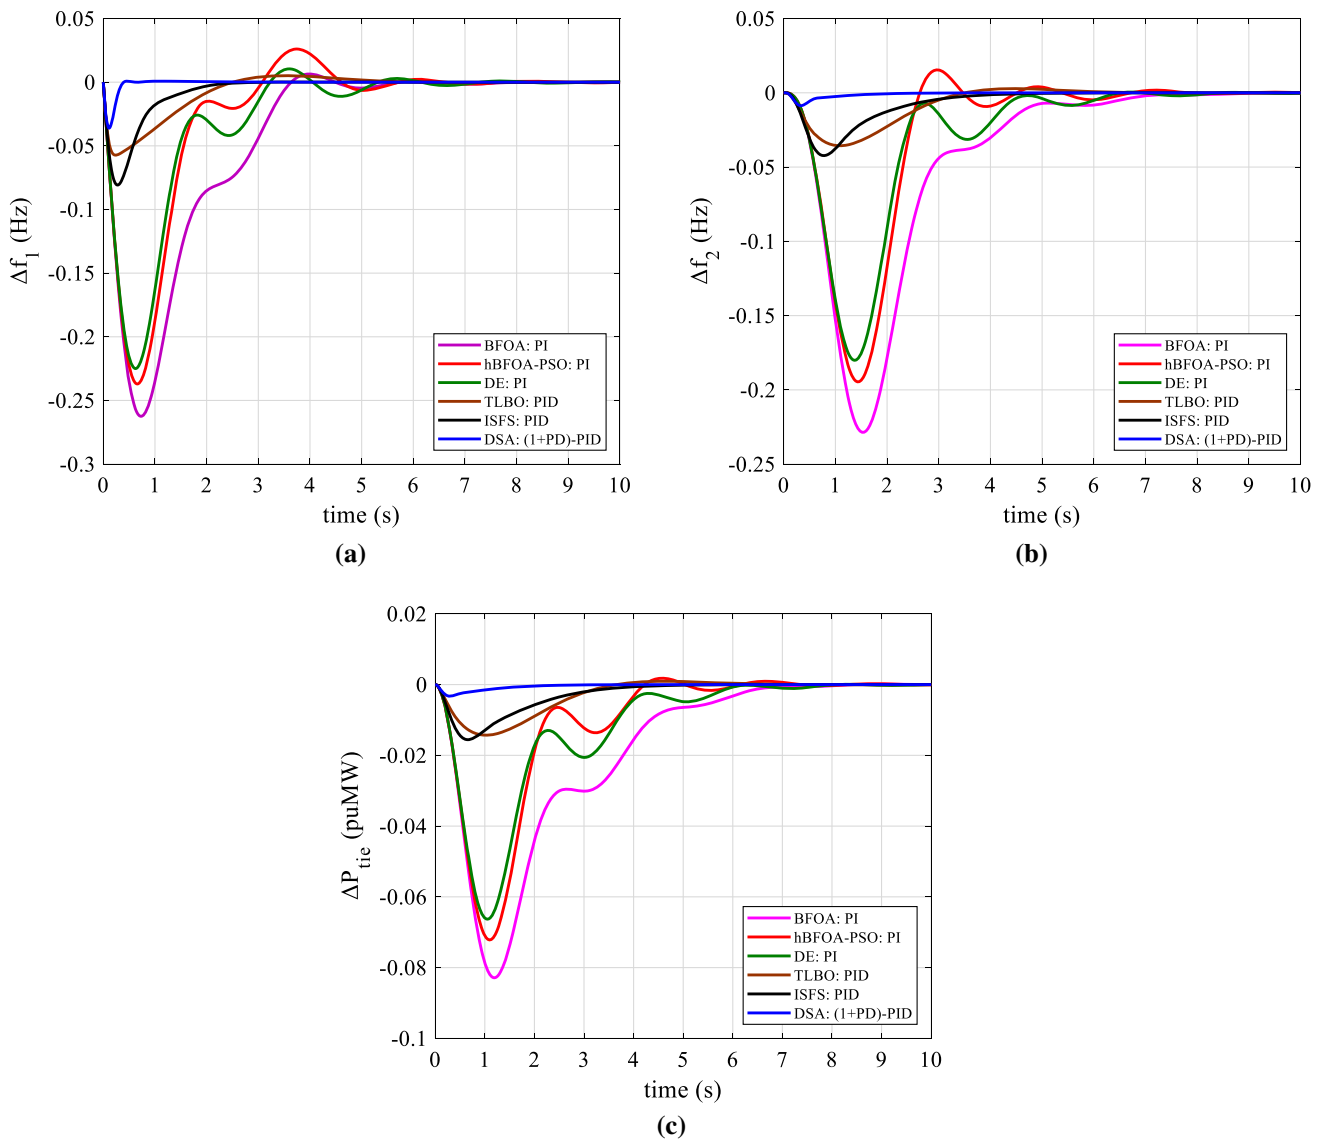 0.05
0
-0.05
-0.1
-0.15
-0.2
-0.25
-0.3
Δf1 (Hz)
BFOA: PI
hBFOA-PSO: PI
DE: PI
TLBO: PID
ISFS: PID
DSA: (1+PD)-PID
0 1 2 3 4 5 6 7 8 9 10
time (s)
(a)
0.05
0
-0.05
-0.1
-0.15
-0.2
-0.25
Δf2 (Hz)
BFOA: PI
hBFOA-PSO: PI
DE: PI
TLBO: PID
ISFS: PID
DSA: (1+PD)-PID
0 1 2 3 4 5 6 7 8 9 10
time (s)
(b)
0.02
0
-0.02
-0.04
-0.06
-0.08
-0.1
ΔPtie (puMW)
BFOA: PI
hBFOA-PSO: PI
DE: PI
TLBO: PID
ISFS: PID
DSA: (1+PD)-PID
0 1 2 3 4 5 6 7 8 9 10
time (s)
(c)